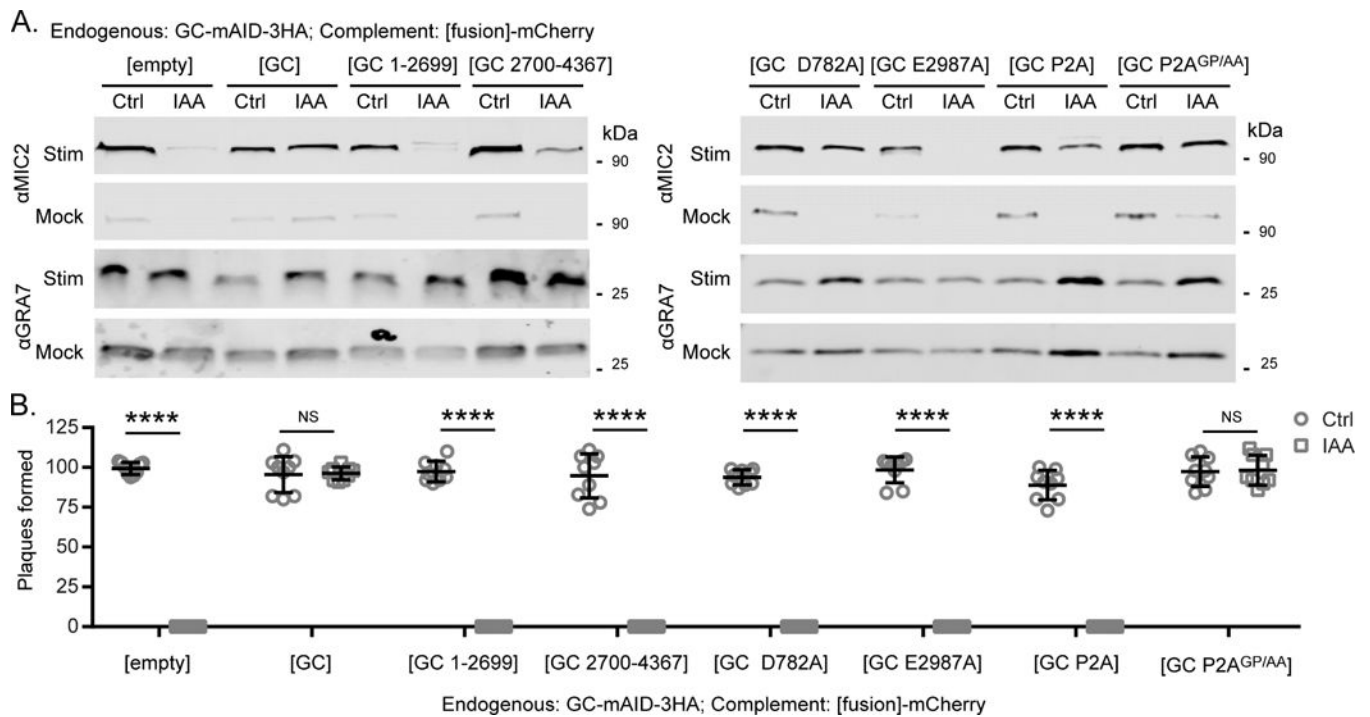 A. Endogenous: GC-mAID-3HA; Complement: [fusion]-mCherry
[empty] [GC] [GC 1-2699] [GC 2700-4367] [GC D782A] [GC E2987A] [GC P2A] [GC P2AGP/AA]
Ctrl IAA Ctrl IAA Ctrl IAA Ctrl IAA Ctrl IAA Ctrl IAA Ctrl IAA Ctrl IAA
αMIC2 Stim kDa - 90 αMIC2 Stim kDa - 90
Mock - 90 Mock - 90
αGRA7 Stim - 25 αGRA7 Stim - 25
Mock - 25 Mock - 25
B.
**** NS **** **** **** **** **** NS
Ctrl
IAA
Plaques formed
125
100
75
50
25
0
[empty] [GC] [GC 1-2699] [GC 2700-4367] [GC D782A] [GC E2987A] [GC P2A] [GC P2AGP/AA]
Endogenous: GC-mAID-3HA; Complement: [fusion]-mCherry